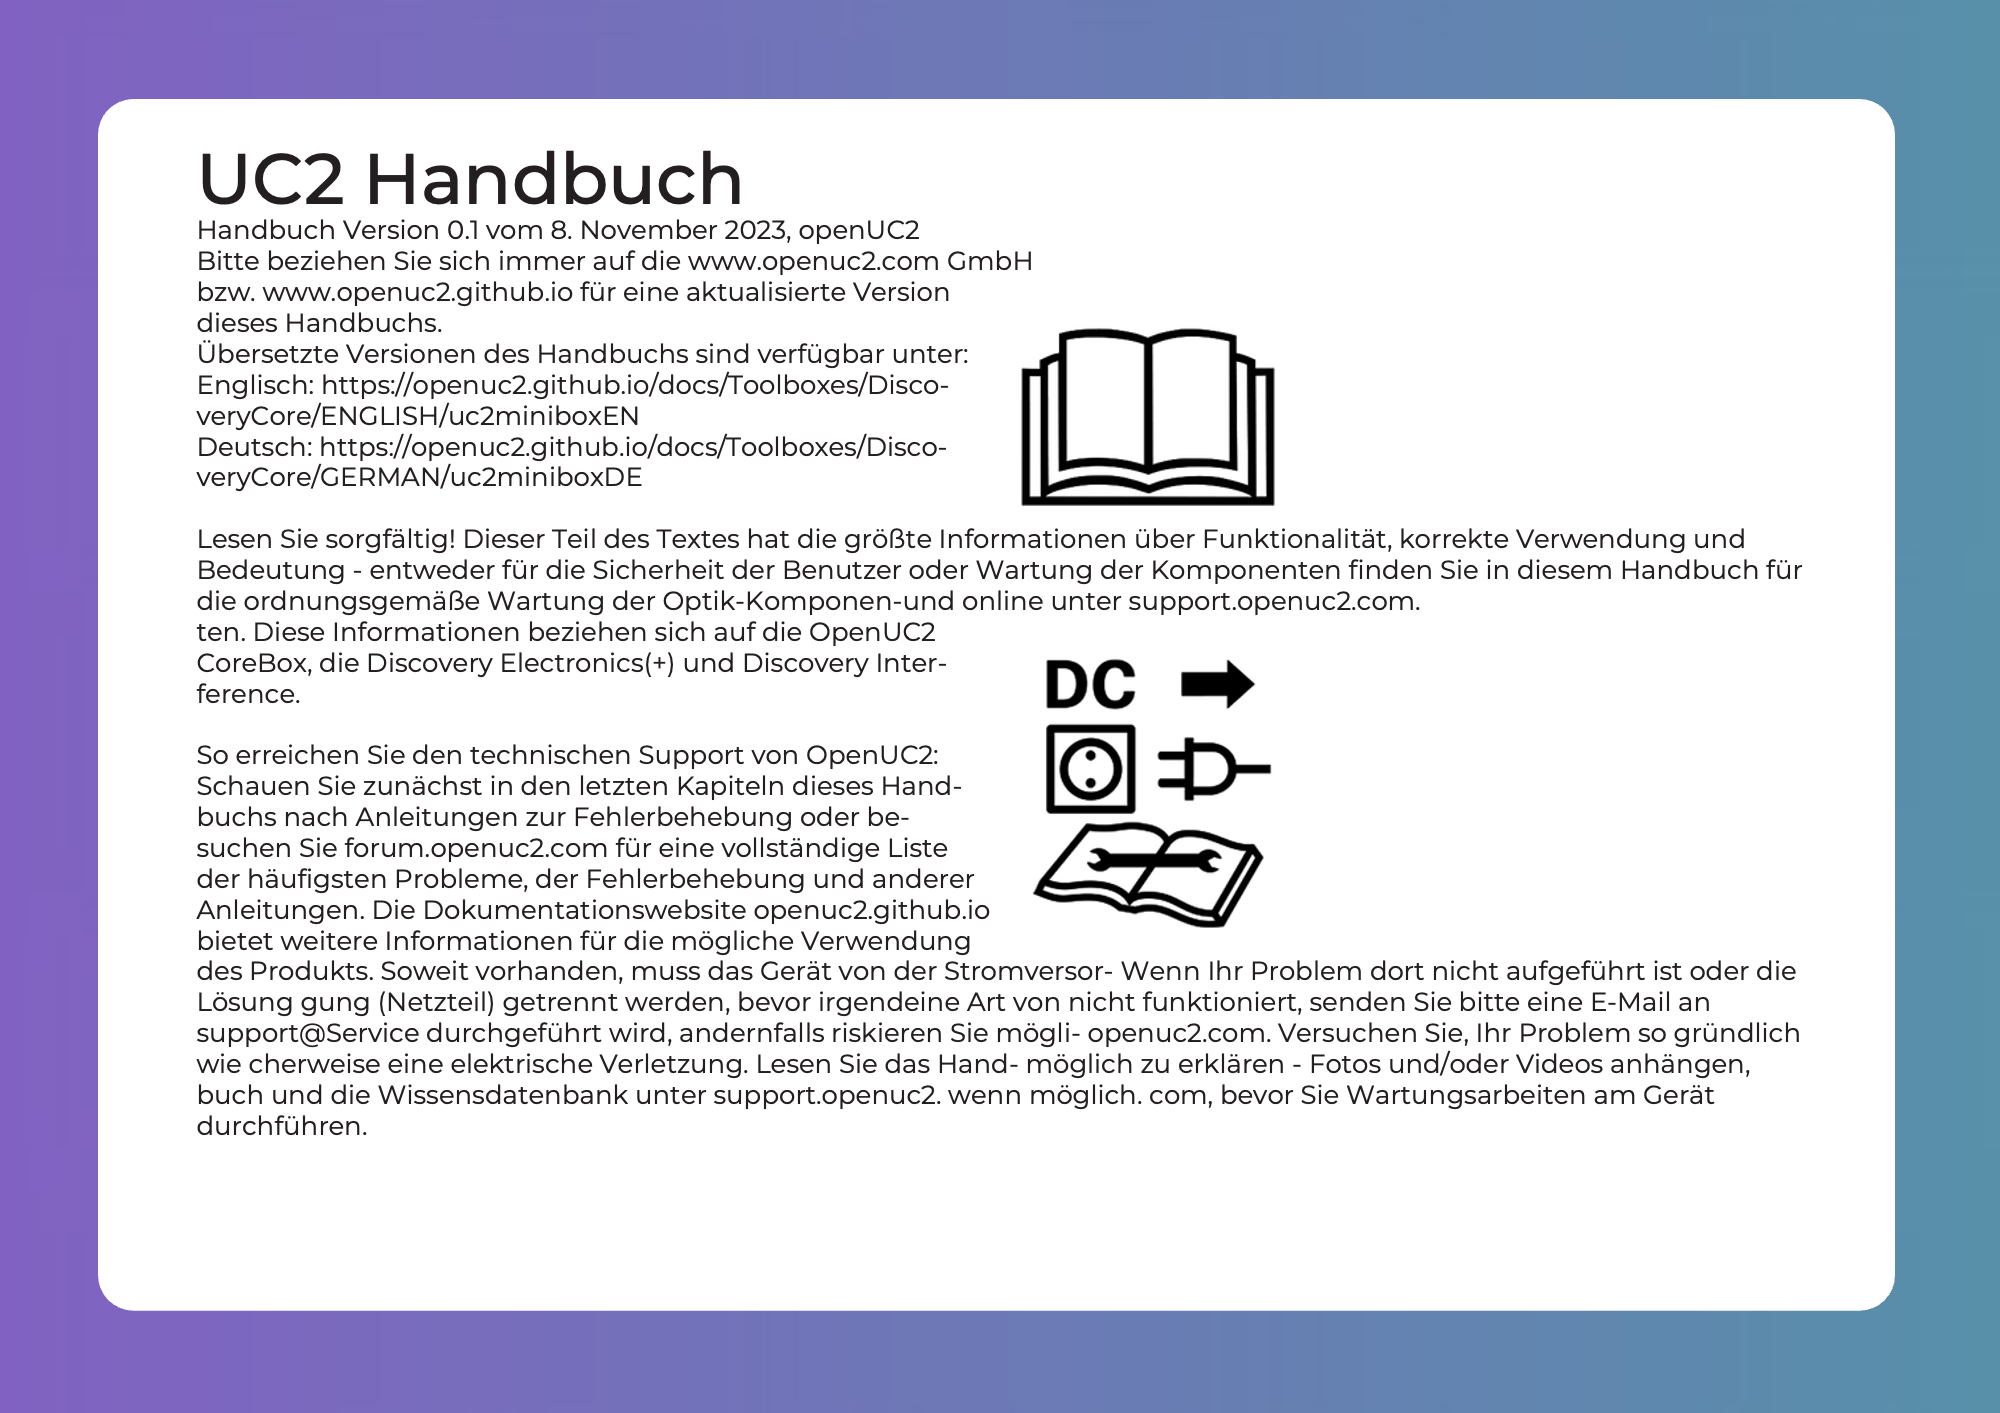 UC2 Handbuch
Handbuch Version 0.1 vom 8. November 2023, openUC2
Bitte beziehen Sie sich immer auf die www.openuc2.com GmbH
bzw. www.openuc2.github.io für eine aktualisierte Version
dieses Handbuchs.
Übersetzte Versionen des Handbuchs sind verfügbar unter:
Englisch: https://openuc2.github.io/docs/Toolboxes/Disco-
veryCore/ENGLISH/uc2miniboxEN
Deutsch: https://openuc2.github.io/docs/Toolboxes/Disco-
veryCore/GERMAN/uc2miniboxDE
Lesen Sie sorgfältig! Dieser Teil des Textes hat die größte Informationen über Funktionalität, korrekte Verwendung und
Bedeutung - entweder für die Sicherheit der Benutzer oder Wartung der Komponenten finden Sie in diesem Handbuch für
die ordnungsgemäße Wartung der Optik-Komponen-und online unter support.openuc2.com.
ten. Diese Informationen beziehen sich auf die OpenUC2
CoreBox, die Discovery Electronics(+) und Discovery Inter-
ference.
DC
So erreichen Sie den technischen Support von OpenUC2:
Schauen Sie zunächst in den letzten Kapiteln dieses Hand-
buchs nach Anleitungen zur Fehlerbehebung oder be-
suchen Sie forum.openuc2.com für eine vollständige Liste
der häufigsten Probleme, der Fehlerbehebung und anderer
Anleitungen. Die Dokumentationswebsite openuc2.github.io
bietet weitere Informationen für die mögliche Verwendung
des Produkts. Soweit vorhanden, muss das Gerät von der Stromversor- Wenn Ihr Problem dort nicht aufgeführt ist oder die
Lösung gung (Netzteil) getrennt werden, bevor irgendeine Art von nicht funktioniert, senden Sie bitte eine E-Mail an
support@Service durchgeführt wird, andernfalls riskieren Sie mögli- openuc2.com. Versuchen Sie, Ihr Problem so gründlich
wie cherweise eine elektrische Verletzung. Lesen Sie das Hand- möglich zu erklären - Fotos und/oder Videos anhängen,
buch und die Wissensdatenbank unter support.openuc2. wenn möglich. com, bevor Sie Wartungsarbeiten am Gerät
durchführen.